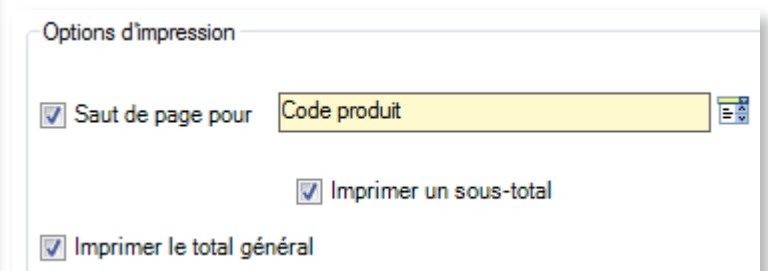 Options d'impression
Saut de page pour Code produit
Imprimer un sous-total
Imprimer le total général